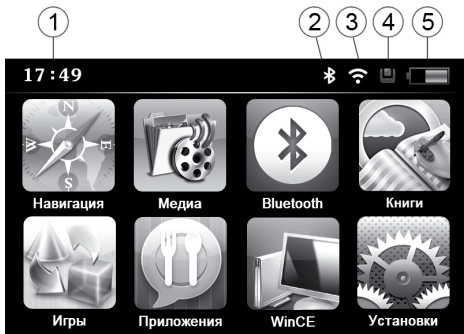 1 2 3 4 5
17:49
N
W E
S
Навигация Медиа Bluetooth Книги
Игры Приложения WinCE Установки